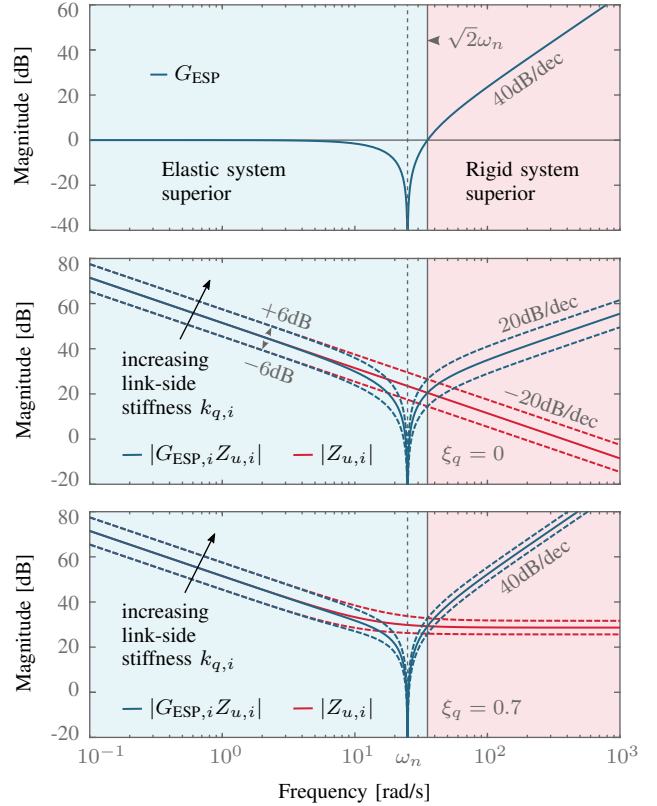 60
40
20
0
-20
-40
Magnitude [dB]
G_ESP
√2ω_n
40dB/dec
Elastic system
superior
Rigid system
superior
80
60
40
20
0
-20
Magnitude [dB]
+6dB
−6dB
increasing
link-side
stiffness k_{q,i}
20dB/dec
−20dB/dec
|G_{ESP,i}Z_{u,i}|
|Z_{u,i}|
ξ_q = 0
80
60
40
20
0
-20
Magnitude [dB]
increasing
link-side
stiffness k_{q,i}
40dB/dec
|G_{ESP,i}Z_{u,i}|
|Z_{u,i}|
ξ_q = 0.7
10^{−1}
10^0
10^1
ω_n
10^2
10^3
Frequency [rad/s]